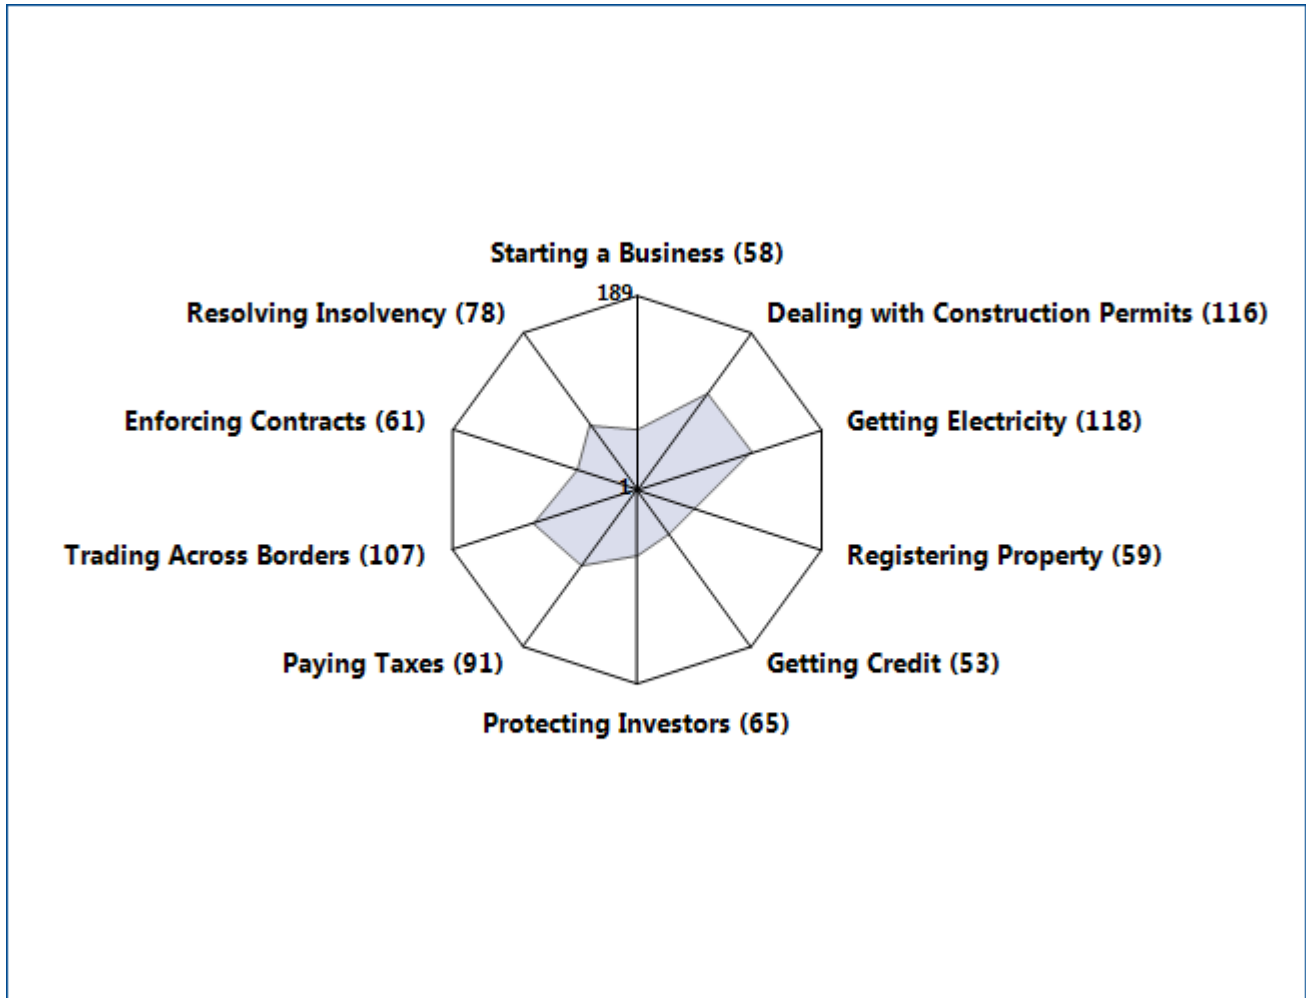 Starting a Business (58)
189
Resolving Insolvency (78)
Dealing with Construction Permits (116)
Enforcing Contracts (61)
Getting Electricity (118)
1
Trading Across Borders (107)
Registering Property (59)
Paying Taxes (91)
Getting Credit (53)
Protecting Investors (65)